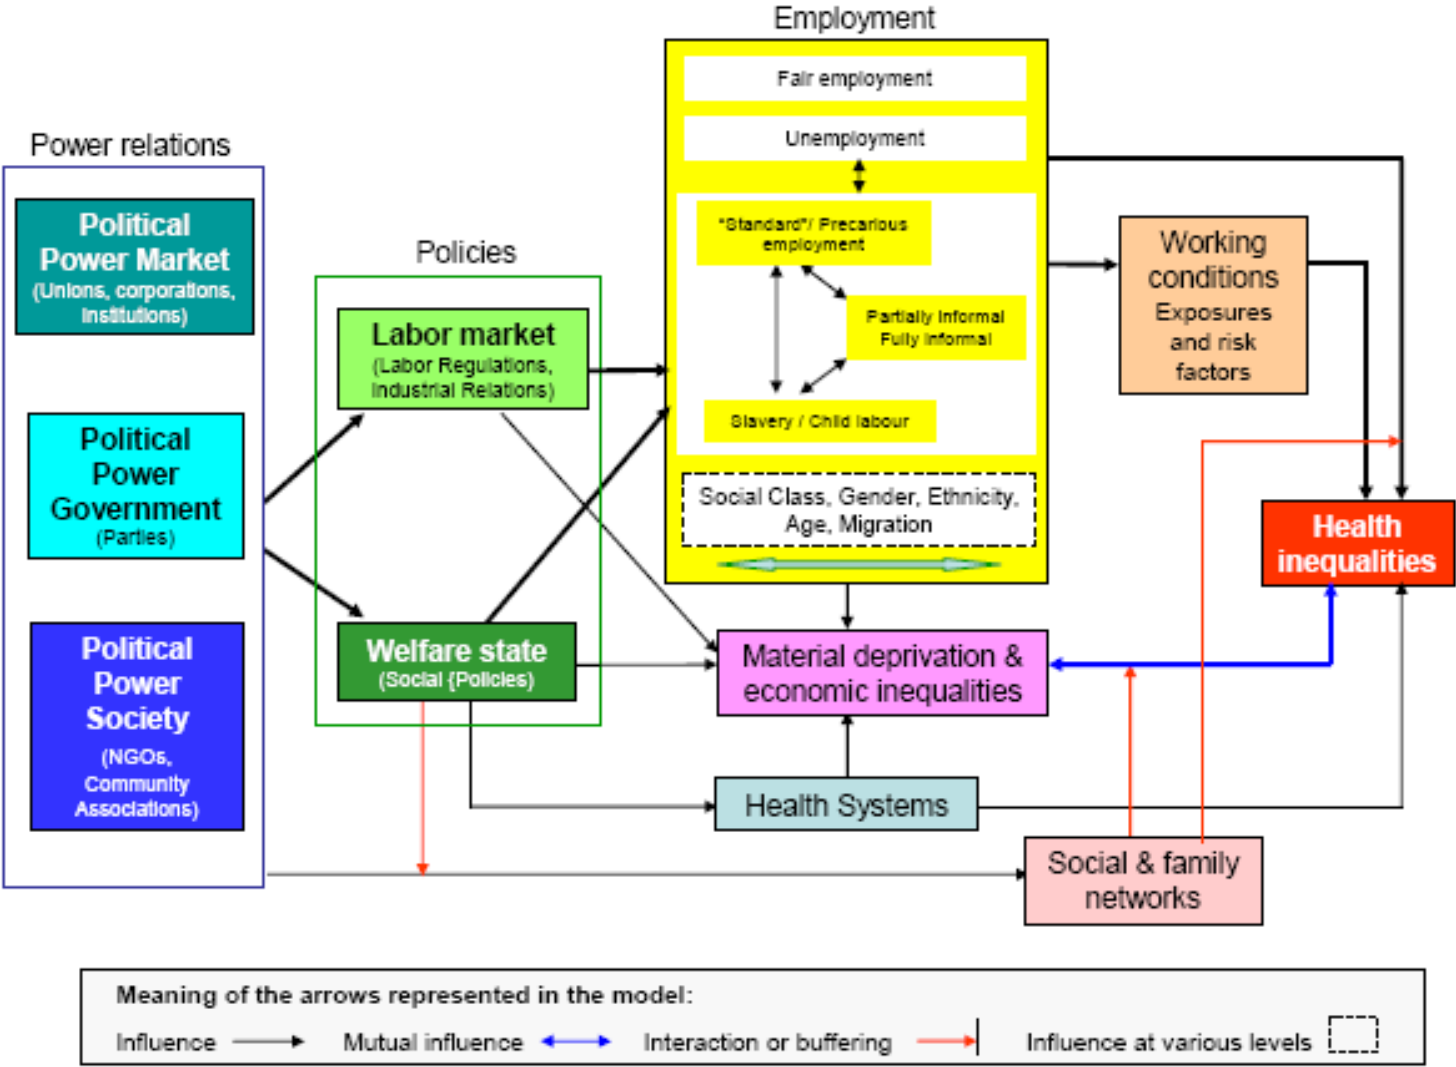 Employment
Fair employment
Unemployment
"Standard"/ Precarious
employment
Partially Informal
Fully Informal
Slavery / Child labour
Social Class, Gender, Ethnicity,
Age, Migration
Power relations
Political
Power Market
(Unions, corporations,
Institutions)
Political
Power
Government
(Parties)
Political
Power
Society
(NGOs,
Community
Associations)
Policies
Labor market
(Labor Regulations,
Industrial Relations)
Welfare state
(Social {Policies)
Working
conditions
Exposures
and risk
factors
Health
inequalities
Material deprivation &
economic inequalities
Health Systems
Social & family
networks
Meaning of the arrows represented in the model:
Influence
Mutual influence
Interaction or buffering
Influence at various levels